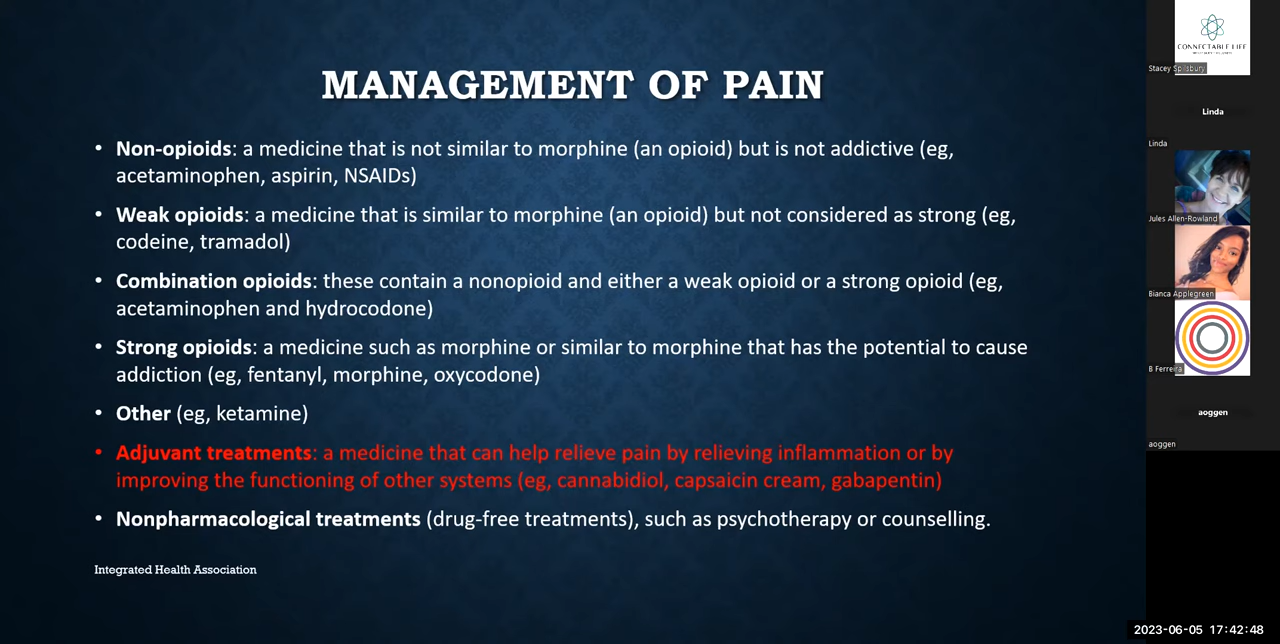 MANAGEMENT OF PAIN
• Non-opioids: a medicine that is not similar to morphine (an opioid) but is not addictive (eg,
acetaminophen, aspirin, NSAIDs)
• Weak opioids: a medicine that is similar to morphine (an opioid) but not considered as strong (eg,
codeine, tramadol)
• Combination opioids: these contain a nonopioid and either a weak opioid or a strong opioid (eg,
acetaminophen and hydrocodone)
• Strong opioids: a medicine such as morphine or similar to morphine that has the potential to cause
addiction (eg, fentanyl, morphine, oxycodone)
• Other (eg, ketamine)
• Adjuvant treatments: a medicine that can help relieve pain by relieving inflammation or by
improving the functioning of other systems (eg, cannabidiol, capsaicin cream, gabapentin)
• Nonpharmacological treatments (drug-free treatments), such as psychotherapy or counselling.
Integrated Health Association
CONNECTABLE LIFE
Stacey Spilsbury
Linda
Linda
Jules Allen-Rowland
Bianca Applegreen
B Ferreira
aoggen
aoggen
2023-06-05 17:42:48